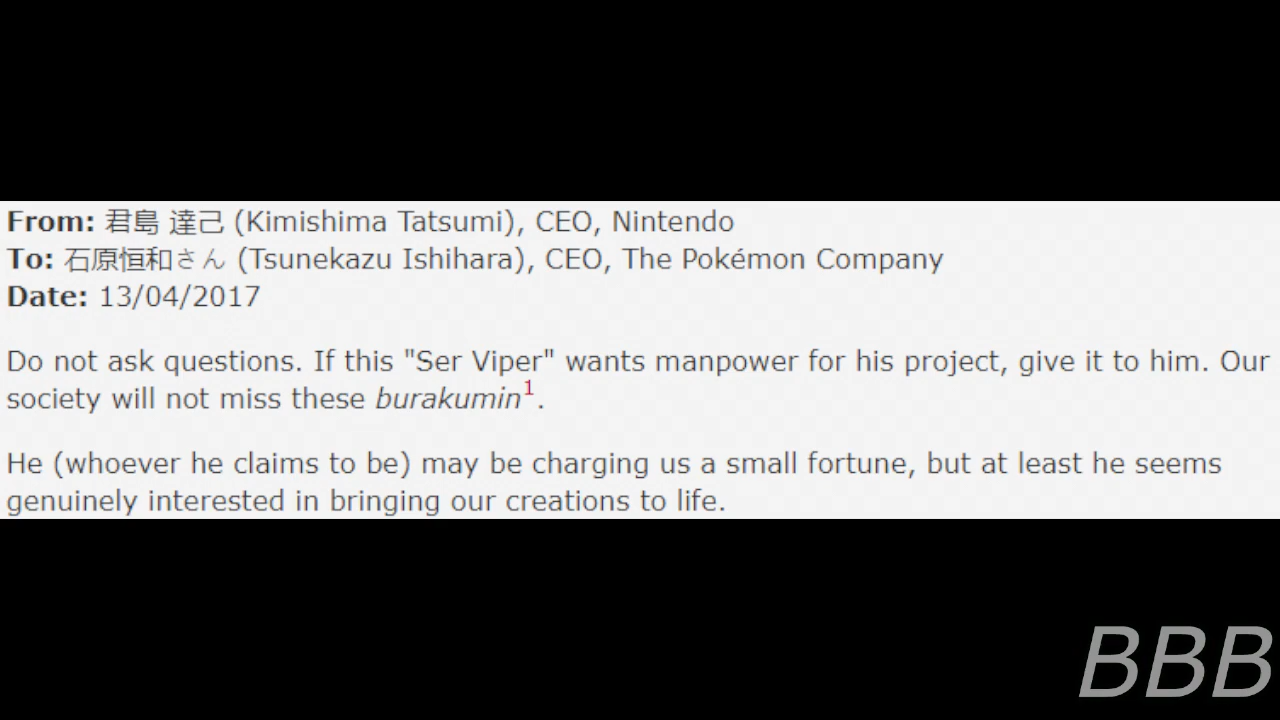 From: 君島 達己 (Kimishima Tatsumi), CEO, Nintendo
To: 石原恒和さん (Tsunekazu Ishihara), CEO, The Pokémon Company
Date: 13/04/2017
Do not ask questions. If this "Ser Viper" wants manpower for his project, give it to him. Our
society will not miss these burakumin1.
He (whoever he claims to be) may be charging us a small fortune, but at least he seems
genuinely interested in bringing our creations to life.
BBB